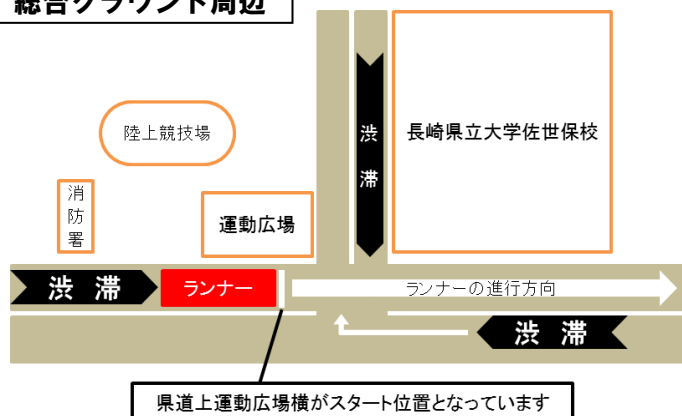 総合グラウンド周辺
陸上競技場
渋滞
長崎県立大学佐世保校
消防署
運動広場
渋滞
ランナー
ランナーの進行方向
渋滞
県道上運動広場横がスタート位置となっています